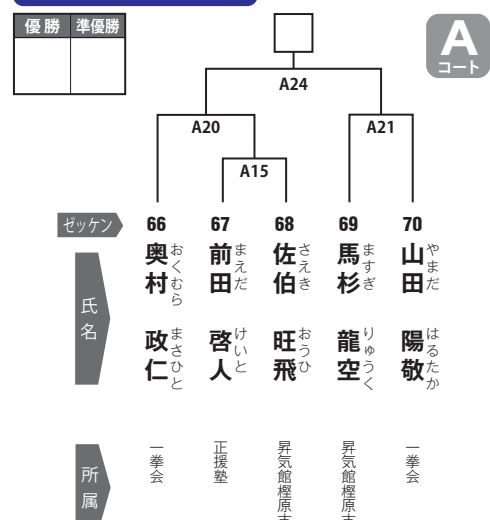 優勝 準優勝
A
コート
A24
A20 A21
A15
ゼッケン 66 67 68 69 70
氏名
奥村 政仁
おくむら まさひと
前田 啓人
まえだ けいと
佐伯 旺飛
さえき おうひ
馬杉 龍空
ますぎ りゅうく
山田 陽敬
やまだ はるたか
所属
一拳会
正援塾
昇気館樫原
昇気館樫原
一拳会